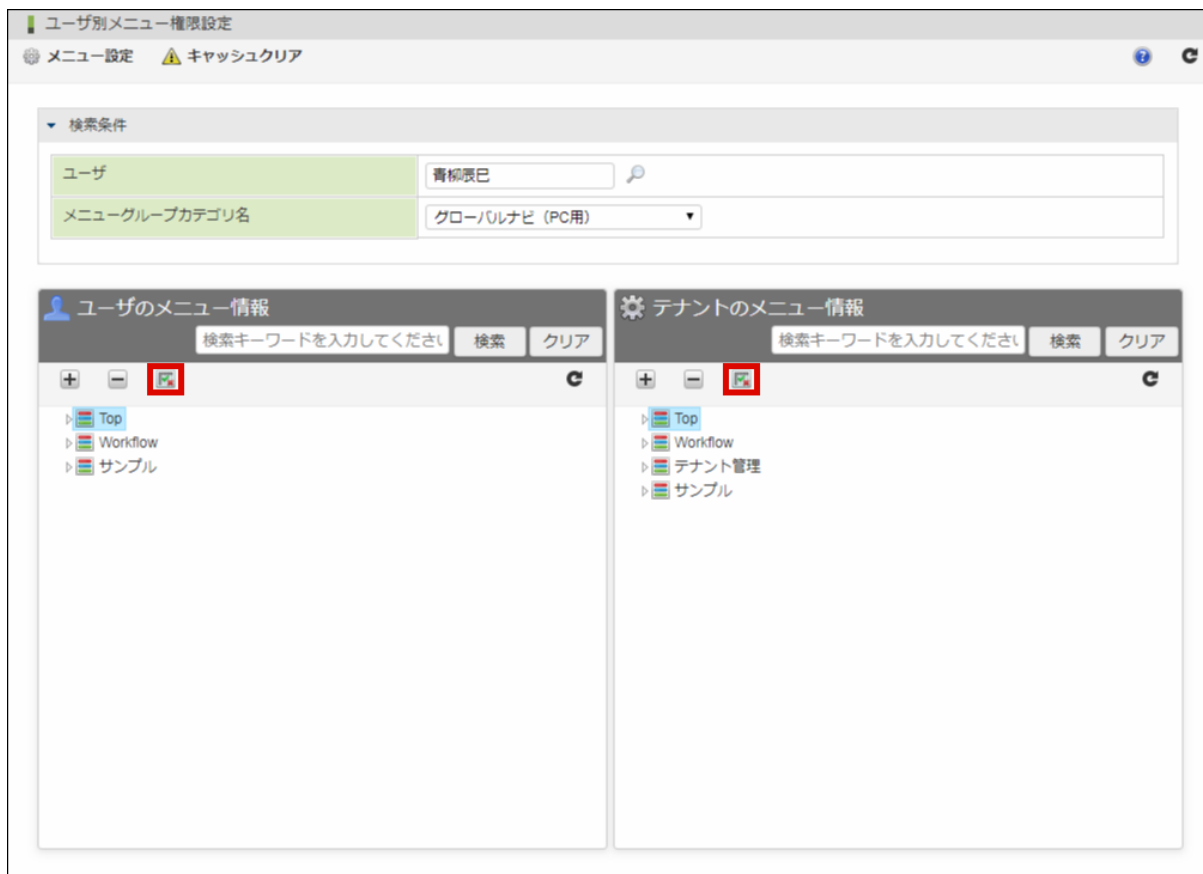 ユーザ別メニュー権限設定
メニュー設定 キャッシュクリア
検索条件
ユーザ 青柳辰巳
メニューグループカテゴリ名 グローバルナビ（PC用）
ユーザのメニュー情報
検索キーワードを入力してください 検索 クリア
Top
Workflow
サンプル
テナントのメニュー情報
検索キーワードを入力してください 検索 クリア
Top
Workflow
テナント管理
サンプル